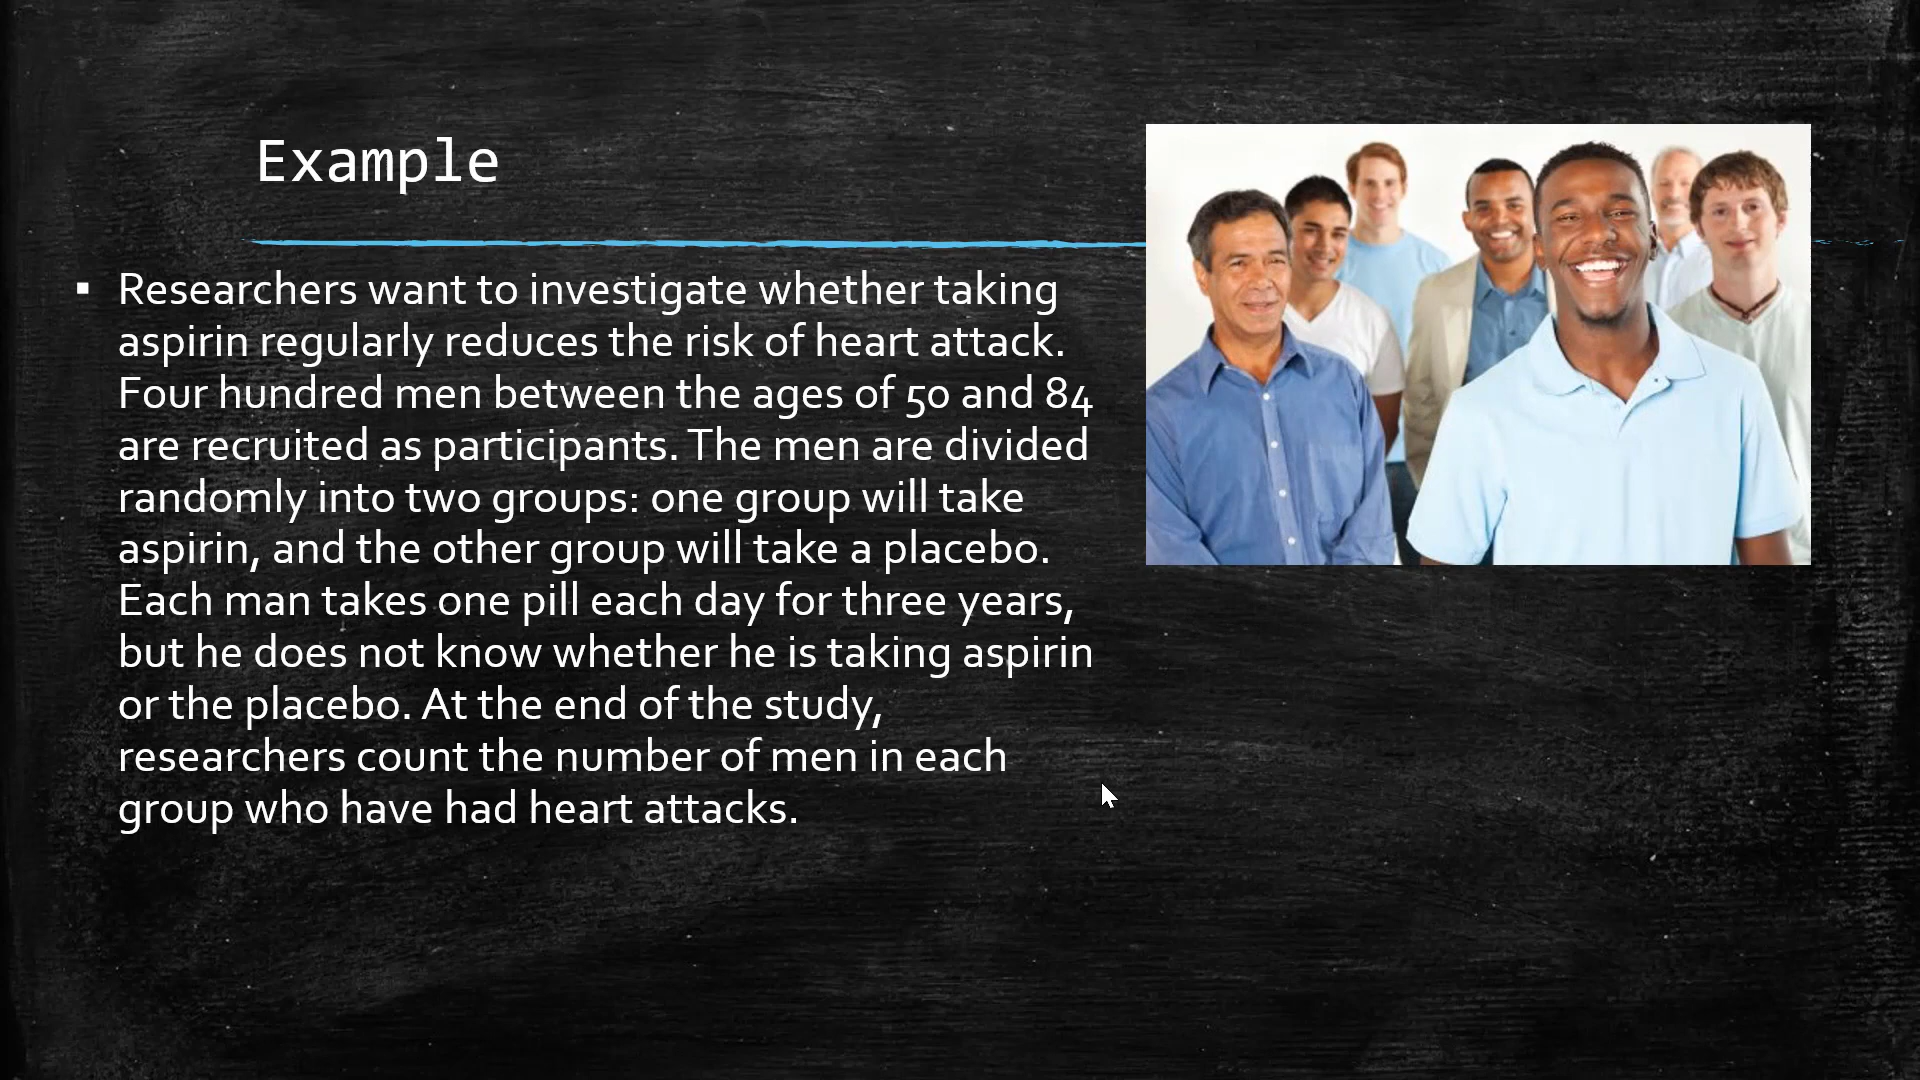 Example
▪ Researchers want to investigate whether taking
aspirin regularly reduces the risk of heart attack.
Four hundred men between the ages of 50 and 84
are recruited as participants. The men are divided
randomly into two groups: one group will take
aspirin, and the other group will take a placebo.
Each man takes one pill each day for three years,
but he does not know whether he is taking aspirin
or the placebo. At the end of the study,
researchers count the number of men in each
group who have had heart attacks.